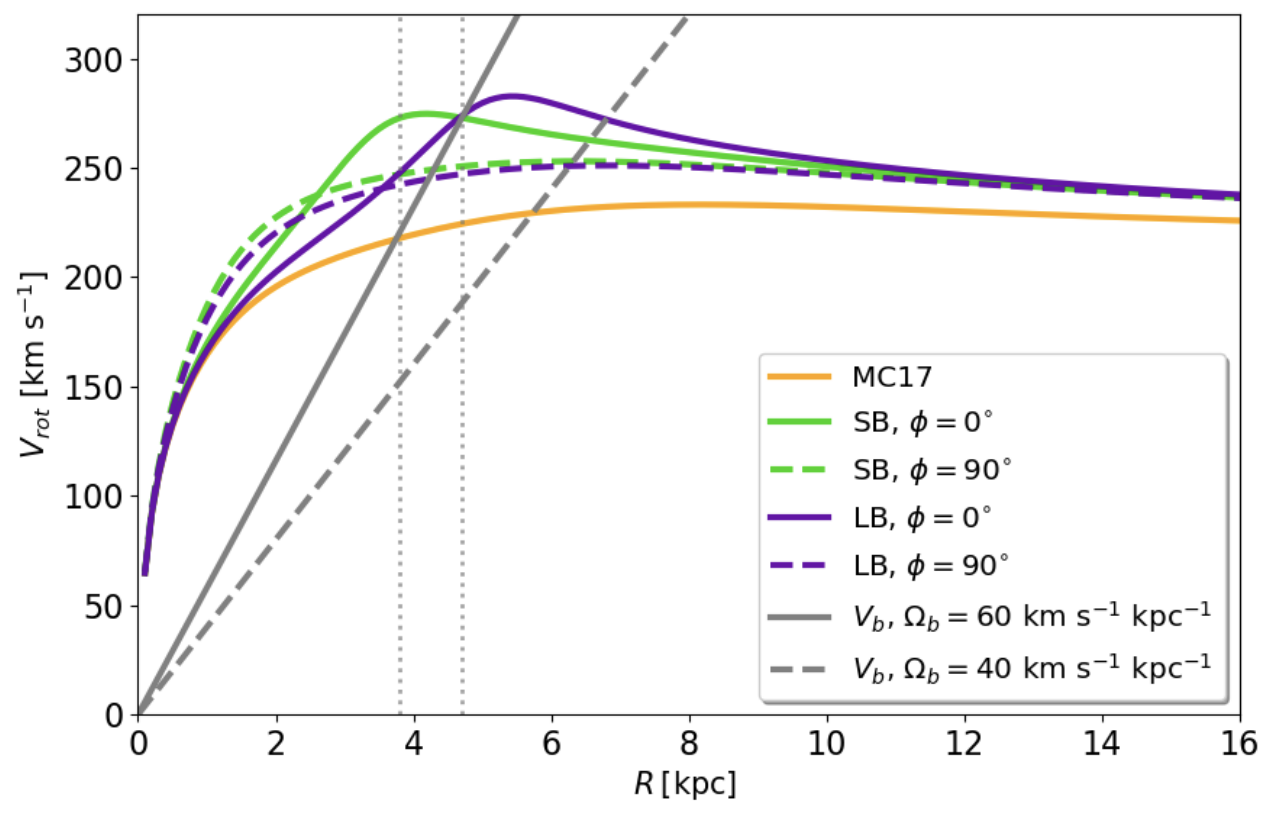 300
250
200
150
100
50
0
V_rot [km s⁻¹]
MC17
SB, ϕ = 0°
SB, ϕ = 90°
LB, ϕ = 0°
LB, ϕ = 90°
V_b, Ω_b = 60 km s⁻¹ kpc⁻¹
V_b, Ω_b = 40 km s⁻¹ kpc⁻¹
0 2 4 6 8 10 12 14 16
R [kpc]